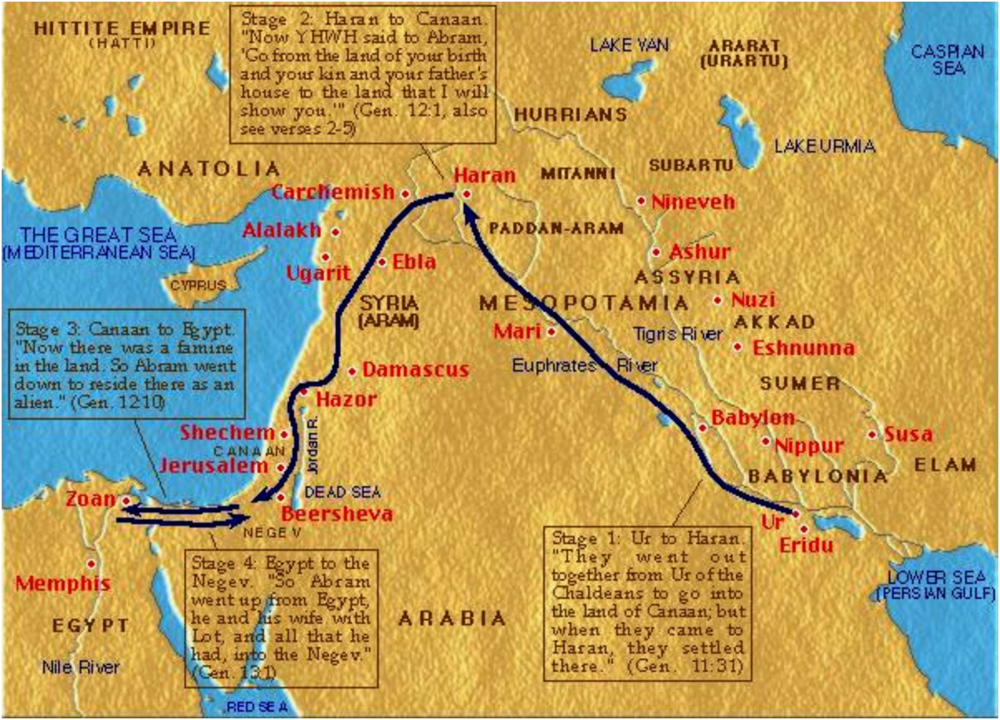 HITTITE EMPIRE
(HATTI)
Stage 2: Haran to Canaan.
"Now YHWH said to Abram,
'Go from the land of your birth
and your kin and your father's
house to the land that I will
show you.'" (Gen. 12:1, also
see verses 2-5)
LAKE VAN
ARARAT
(URARTU)
CASPIAN
SEA
HURRIANS
LAKE URMIA
ANATOLIA
SUBARTU
MITANNI
Haran
Carchemish
Nineveh
THE GREAT SEA
(MEDITERRANEAN SEA)
Alalakh
PADDAN-ARAM
Ashur
Ugarit
Ebla
CYPRUS
ASSYRIA
SYRIA
(ARAM)
MESOPOTAMIA
Nuzi
AKKAD
Mari
Tigris River
Eshnunna
Stage 3: Canaan to Egypt.
"Now there was a famine
in the land. So Abram went
down to reside there as an
alien." (Gen. 12:10)
Damascus
Euphrates River
SUMER
Hazor
Babylon
Shechem
CANAAN
Jordan R.
Nippur
Susa
Jerusalem
ELAM
BABYLONIA
DEAD SEA
Zoan
Beersheva
NEGEV
Ur
Eridu
Stage 4: Egypt to the
Negev. "So Abram
went up from Egypt,
he and his wife with
Lot, and all that he
had, into the Negev."
(Gen. 13:1)
Stage 1: Ur to Haran.
"They went out
together from Ur of the
Chaldeans to go into
the land of Canaan; but
when they came to
Haran, they settled
there." (Gen. 11:31)
Memphis
LOWER SEA
(PERSIAN GULF)
EGYPT
ARABIA
Nile River
RED SEA